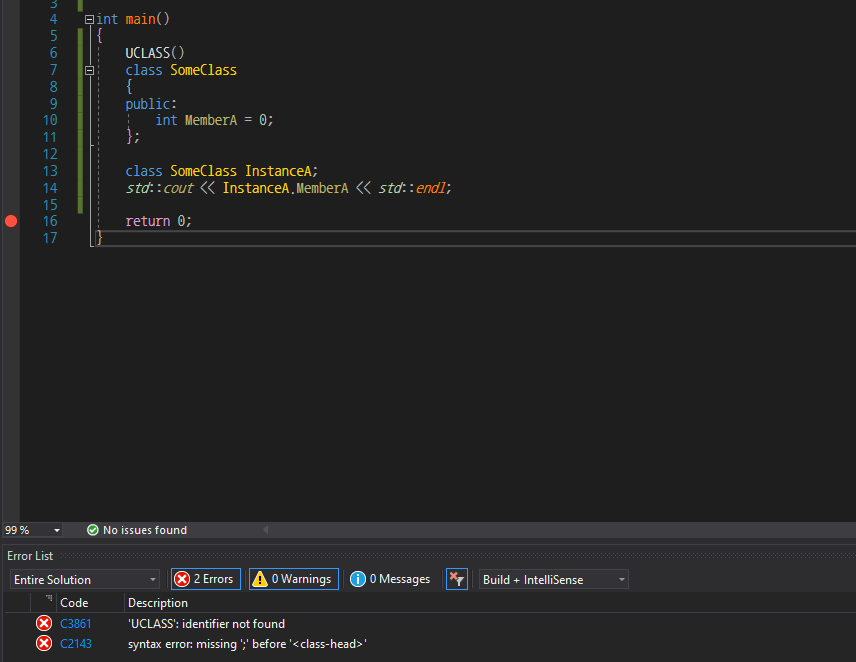 3
4 int main()
5 {
6 UCLASS()
7 class SomeClass
8 {
9 public:
10 int MemberA = 0;
11 };
12
13 class SomeClass InstanceA;
14 std::cout << InstanceA.MemberA << std::endl;
15
16 return 0;
17 }
99 % No issues found
Error List
Entire Solution 2 Errors 0 Warnings 0 Messages Build + IntelliSense
Code Description
C3861 'UCLASS': identifier not found
C2143 syntax error: missing ';' before '<class-head>'